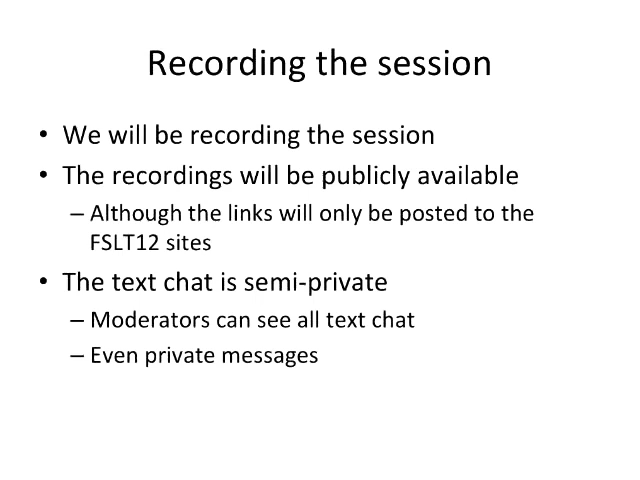 Recording the session
• We will be recording the session
• The recordings will be publicly available
– Although the links will only be posted to the
FSLT12 sites
• The text chat is semi-private
– Moderators can see all text chat
– Even private messages